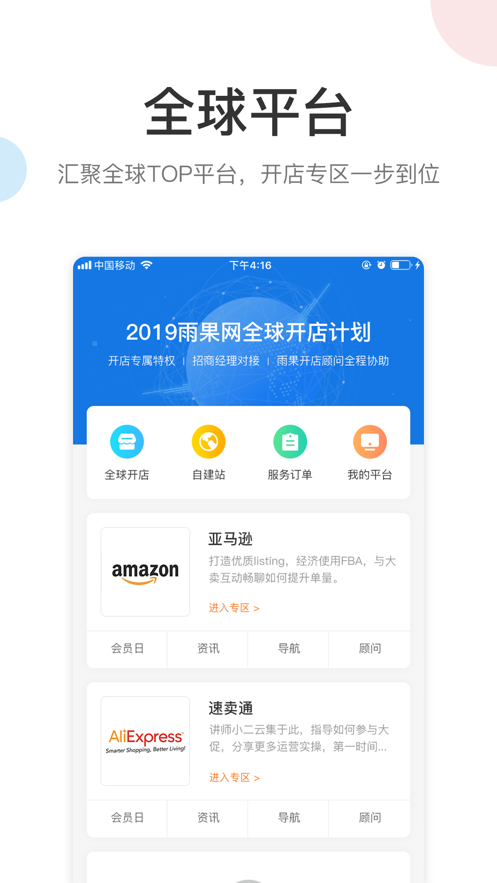 全球平台
汇聚全球TOP平台，开店专区一步到位
中国移动 下午4:16
2019雨果网全球开店计划
开店专属特权 | 招商经理对接 | 雨果开店顾问全程协助
全球开店 自建站 服务订单 我的平台
亚马逊
amazon
打造优质listing，经济使用FBA，与大
卖互动畅聊如何提升单量。
进入专区 >
会员日 资讯 导航 顾问
速卖通
AliExpress
Smarter Shopping, Better Living!
讲师小二云集于此，指导如何参与大
促，分享更多运营实操，第一时间...
进入专区 >
会员日 资讯 导航 顾问